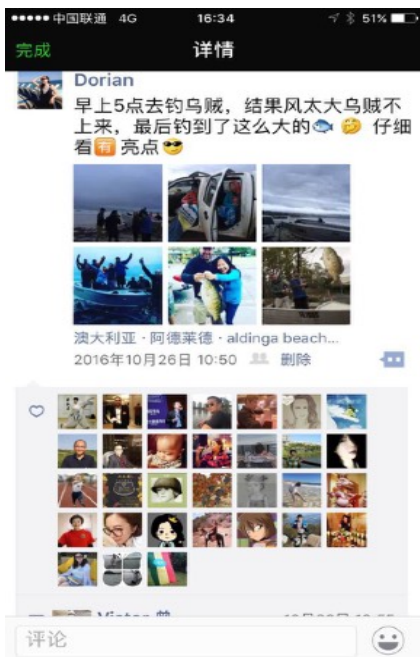 中国联通 4G 16:34 51%
完成 详情
Dorian
早上5点去钓乌贼，结果风太大乌贼不
上来，最后钓到了这么大的🐟 🤣 仔细
看🈶亮点😎
澳大利亚 · 阿德莱德 · aldinga beach...
2016年10月26日 10:50 删除
评论